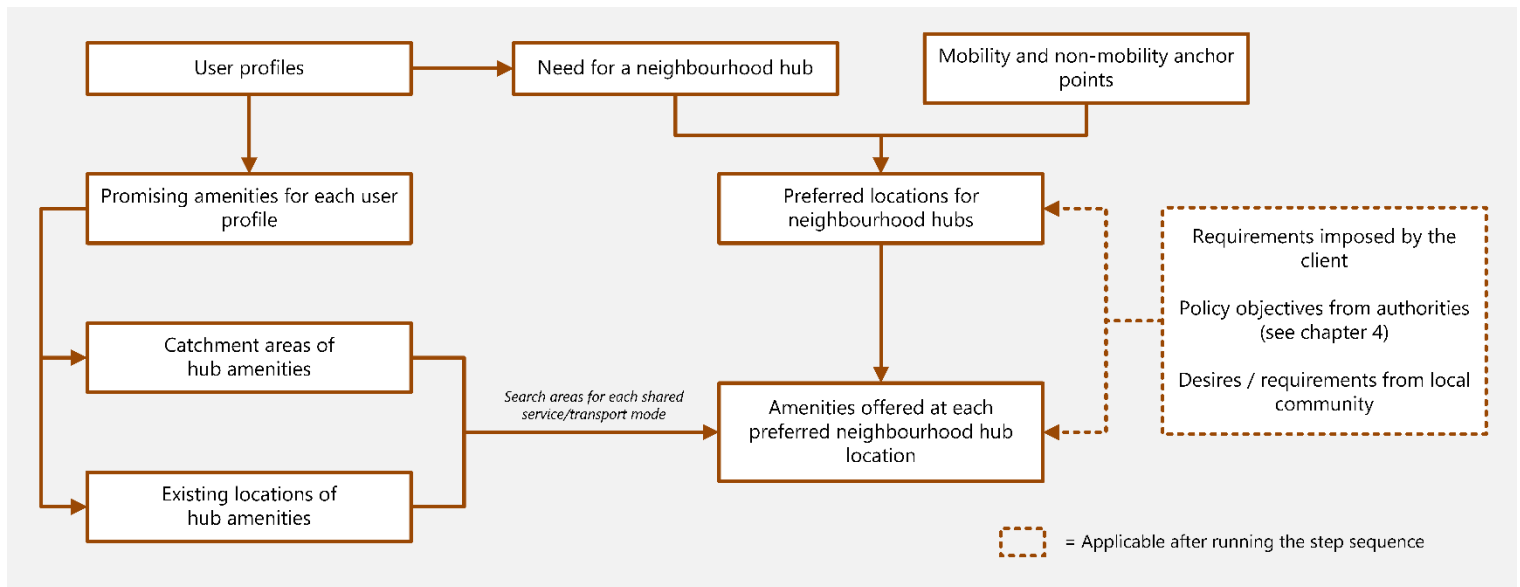 User profiles
Need for a neighbourhood hub
Mobility and non-mobility anchor
points
Promising amenities for each user
profile
Preferred locations for
neighbourhood hubs
Requirements imposed by the
client
Policy objectives from authorities
(see chapter 4)
Desires / requirements from local
community
Catchment areas of
hub amenities
Search areas for each shared
service/transport mode
Amenities offered at each
preferred neighbourhood hub
location
Existing locations of
hub amenities
= Applicable after running the step sequence